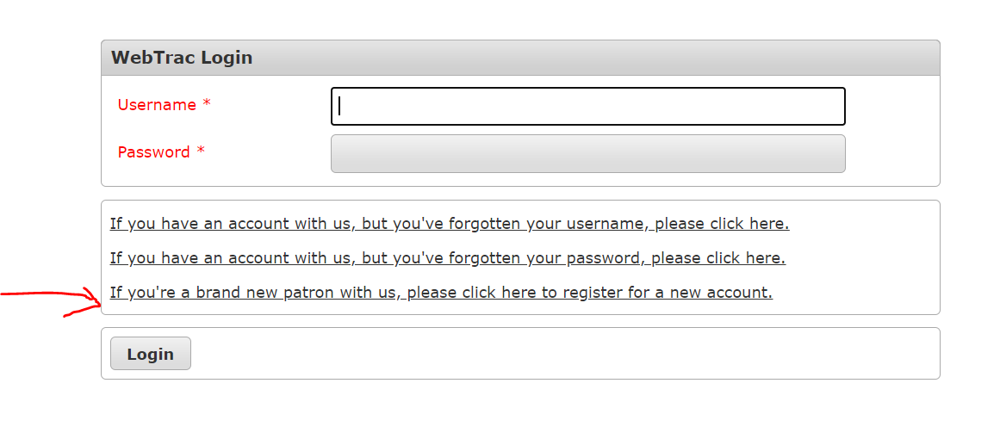 WebTrac Login
Username *
Password *
If you have an account with us, but you've forgotten your username, please click here.
If you have an account with us, but you've forgotten your password, please click here.
If you're a brand new patron with us, please click here to register for a new account.
Login